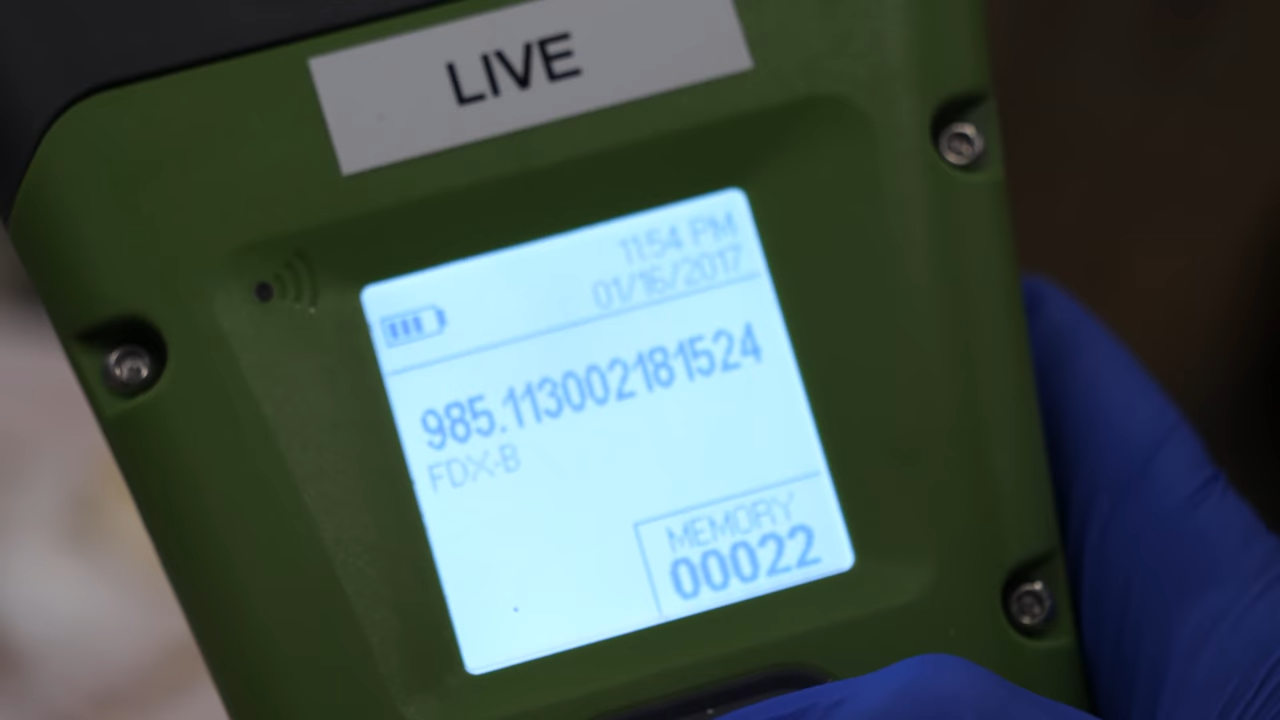 LIVE
11:54 PM
01/16/2017
985.113002181524
FDX-B
MEMORY
00022